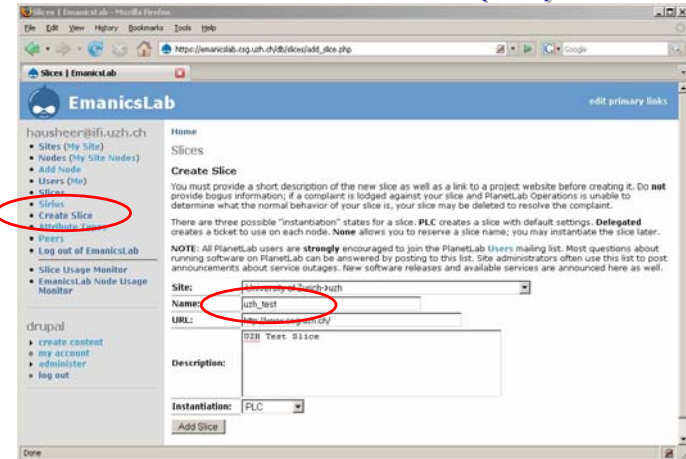 Slices | EmanicsLab - Mozilla Firefox
File Edit View History Bookmarks Tools Help
https://emanicslab.csg.uzh.ch/db/slices/add_slice.php
Google
Slices | EmanicsLab
EmanicsLab
edit primary links
hausheer@ifi.uzh.ch
Sites (My Site)
Nodes (My Site Nodes)
Add Node
Users (Me)
Slices
Sirius
Create Slice
Attribute Types
Peers
Log out of EmanicsLab
Slice Usage Monitor
EmanicsLab Node Usage
Monitor
drupal
create content
my account
administer
log out
Home
Slices
Create Slice
You must provide a short description of the new slice as well as a link to a project website before creating it. Do not
provide bogus information; if a complaint is lodged against your slice and PlanetLab Operations is unable to
determine what the normal behavior of your slice is, your slice may be deleted to resolve the complaint.
There are three possible "instantiation" states for a slice. PLC creates a slice with default settings. Delegated
creates a ticket to use on each node. None allows you to reserve a slice name; you may instantiate the slice later.
NOTE: All PlanetLab users are strongly encouraged to join the PlanetLab Users mailing list. Most questions about
running software on PlanetLab can be answered by posting to this list. Site administrators often use this list to post
announcements about service outages. New software releases and available services are announced here as well.
Site: University of Zurich->uzh
Name: uzh_test
URL: http://www.csg.uzh.ch/
Description: UZH Test Slice
Instantiation: PLC
Add Slice
Done